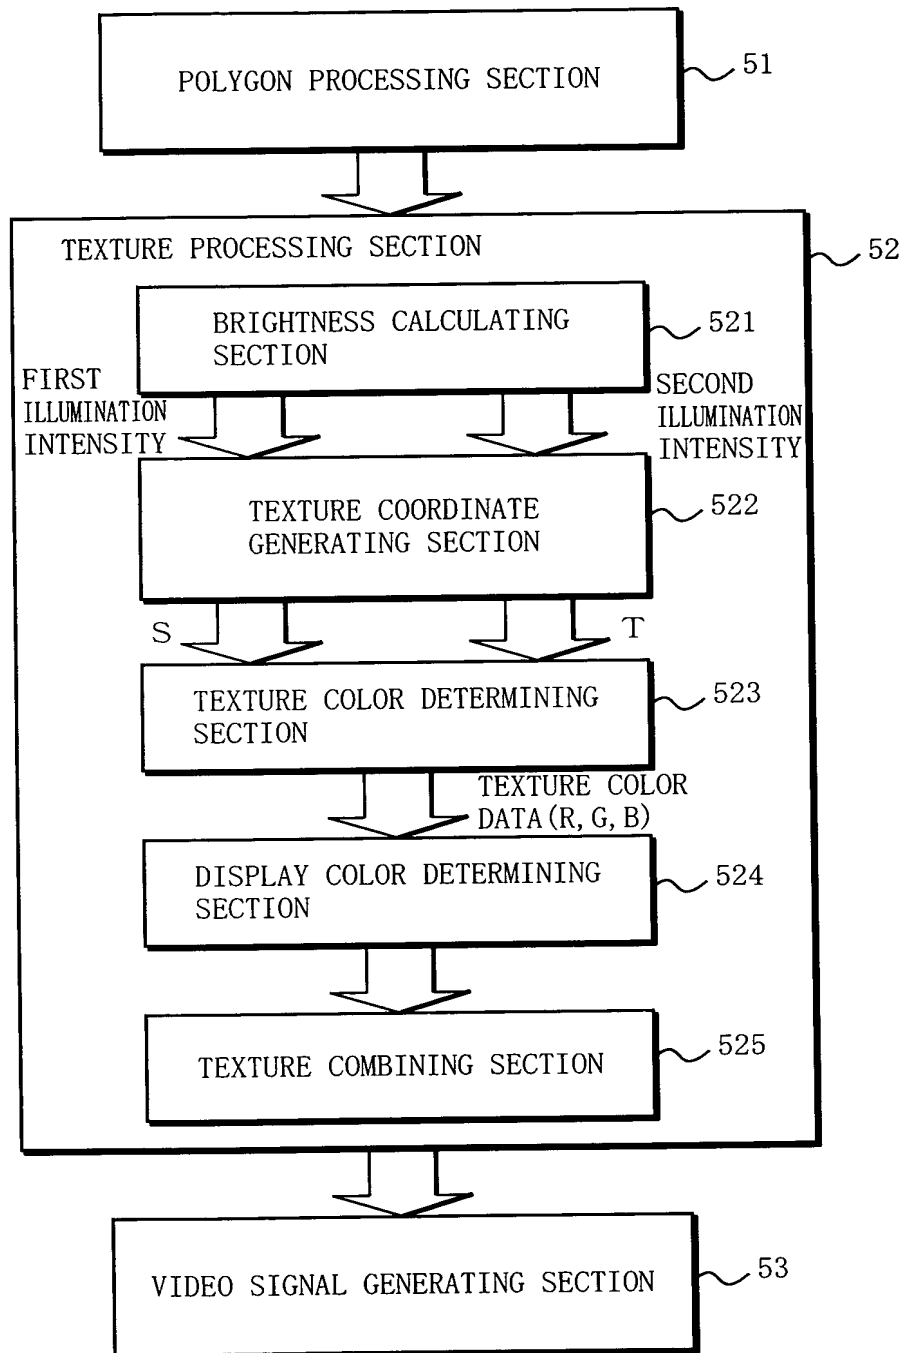 POLYGON PROCESSING SECTION
51
TEXTURE PROCESSING SECTION
52
BRIGHTNESS CALCULATING
SECTION
521
FIRST
ILLUMINATION
INTENSITY
SECOND
ILLUMINATION
INTENSITY
TEXTURE COORDINATE
GENERATING SECTION
522
S
T
TEXTURE COLOR DETERMINING
SECTION
523
TEXTURE COLOR
DATA(R,G,B)
DISPLAY COLOR DETERMINING
SECTION
524
TEXTURE COMBINING SECTION
525
VIDEO SIGNAL GENERATING SECTION
53